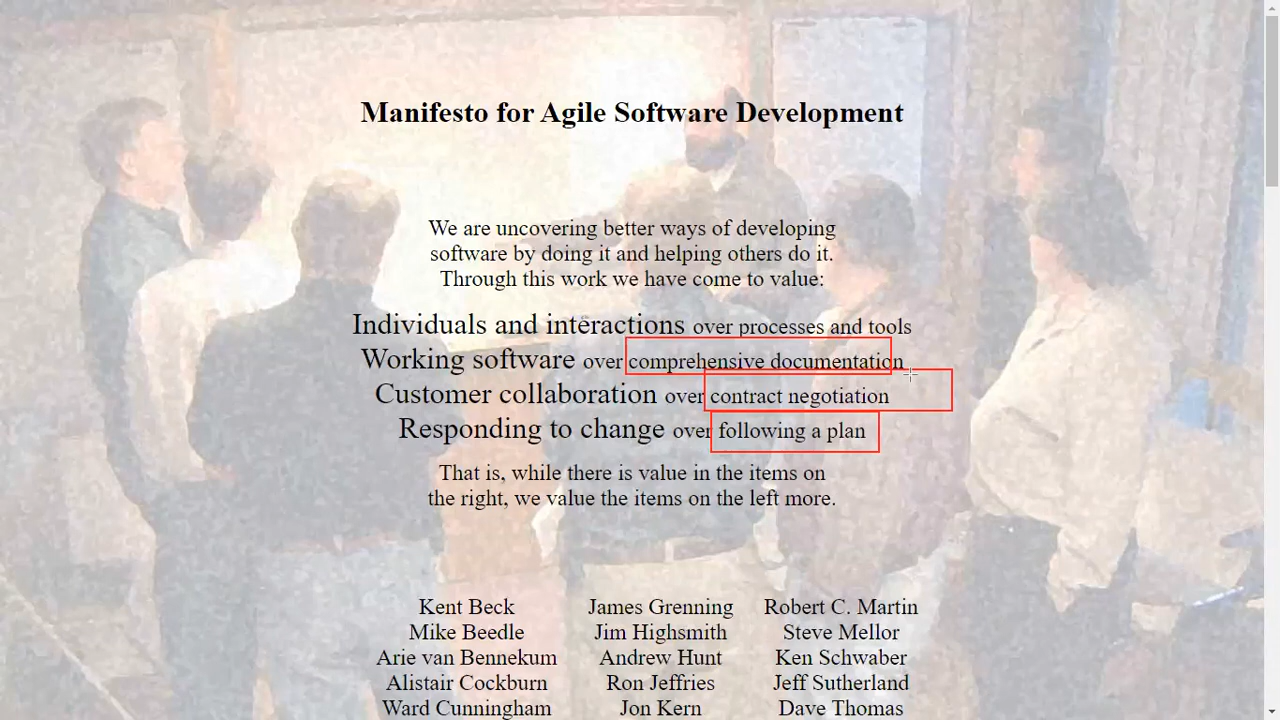 Manifesto for Agile Software Development
We are uncovering better ways of developing
software by doing it and helping others do it.
Through this work we have come to value:
Individuals and interactions over processes and tools
Working software over comprehensive documentation
Customer collaboration over contract negotiation
Responding to change over following a plan
That is, while there is value in the items on
the right, we value the items on the left more.
Kent Beck
Mike Beedle
Arie van Bennekum
Alistair Cockburn
Ward Cunningham
James Grenning
Jim Highsmith
Andrew Hunt
Ron Jeffries
Jon Kern
Robert C. Martin
Steve Mellor
Ken Schwaber
Jeff Sutherland
Dave Thomas